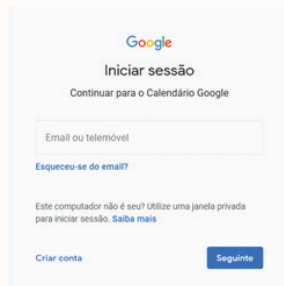 Google
Iniciar sessão
Continuar para o Calendário Google
Email ou telemóvel
Esqueceu-se do email?
Este computador não é seu? Utilize uma janela privada
para iniciar sessão. Saiba mais
Criar conta
Seguinte